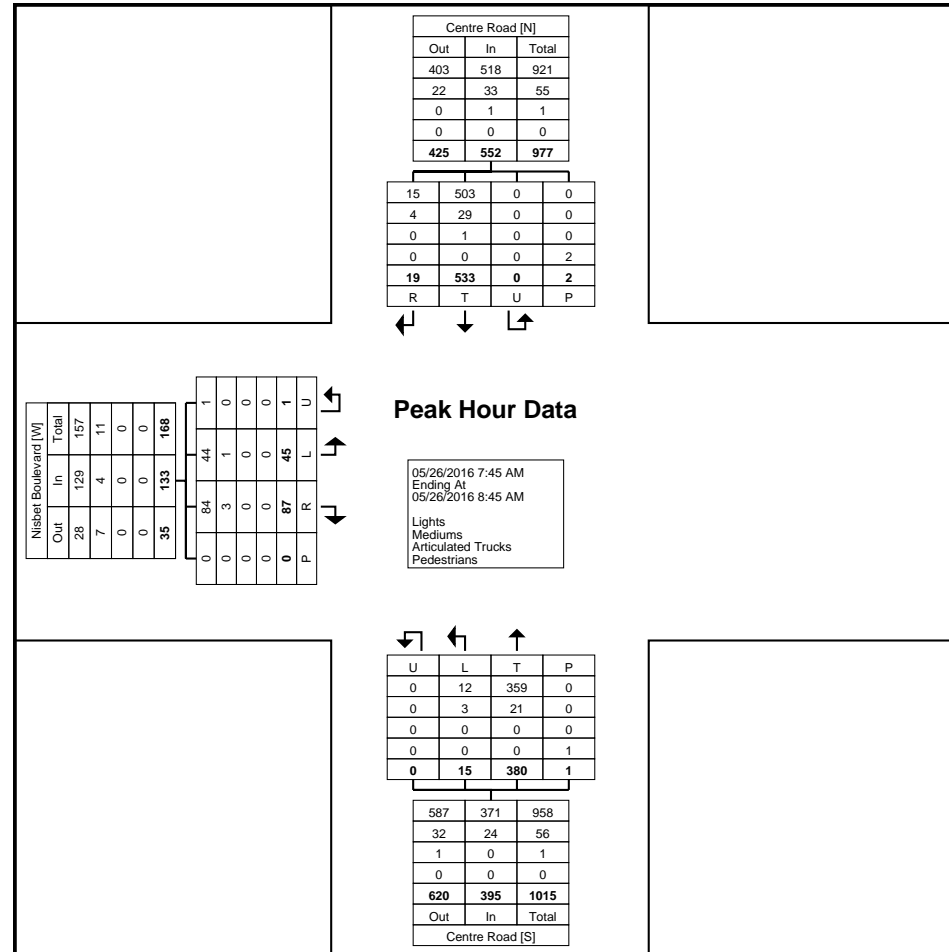 Centre Road [N]
Out In Total
403 518 921
22 33 55
0 1 1
0 0 0
425 552 977
15 503 0 0
4 29 0 0
0 1 0 0
0 0 0 2
19 533 0 2
R T U P
Nisbet Boulevard [W]
Out In Total
28 129 157
7 4 11
0 0 0
0 0 0
35 133 168
0 84 44 1
0 3 1 0
0 0 0 0
0 0 0 0
0 87 45 1
P R L U
Peak Hour Data
05/26/2016 7:45 AM
Ending At
05/26/2016 8:45 AM
Lights
Mediums
Articulated Trucks
Pedestrians
U L T P
0 12 359 0
0 3 21 0
0 0 0 0
0 0 0 1
0 15 380 1
587 371 958
32 24 56
1 0 1
0 0 0
620 395 1015
Out In Total
Centre Road [S]